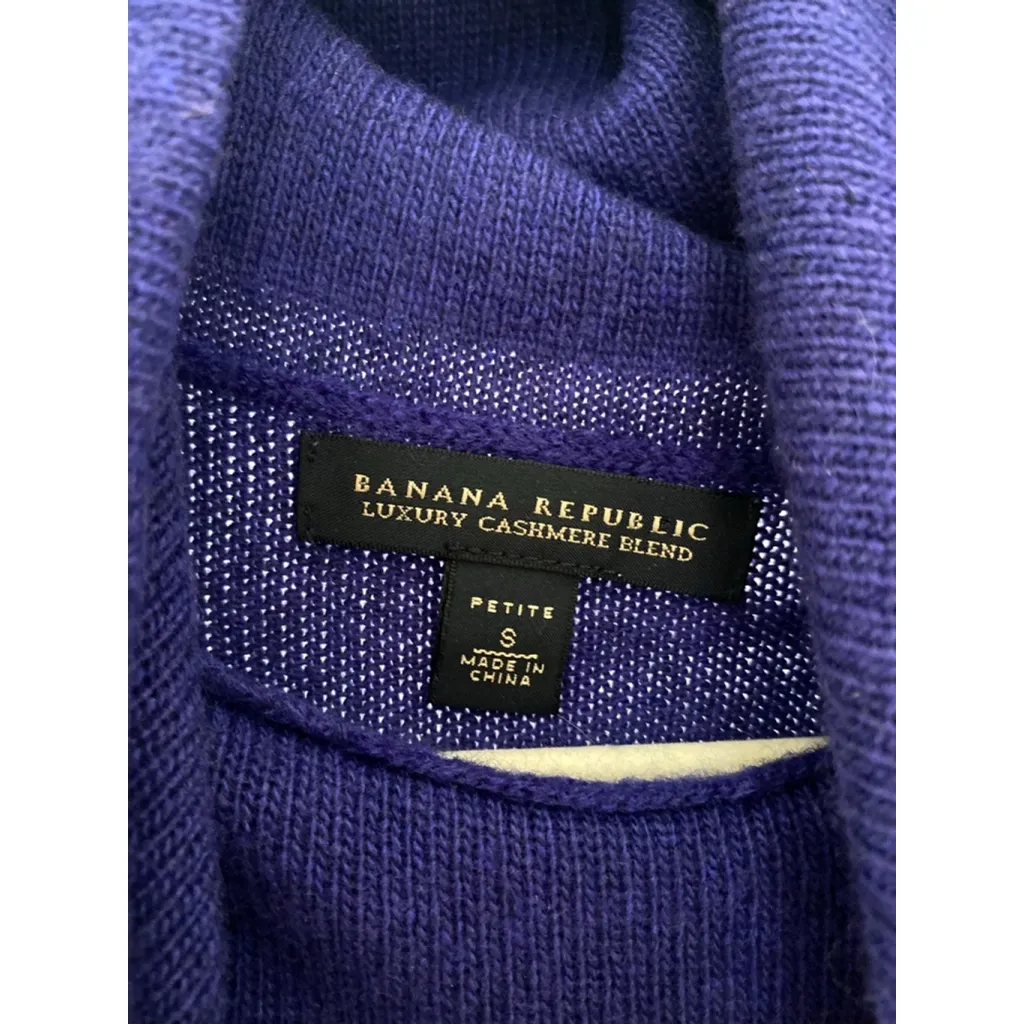 BANANA REPUBLIC
LUXURY CASHMERE BLEND
PETITE
S
MADE IN
CHINA